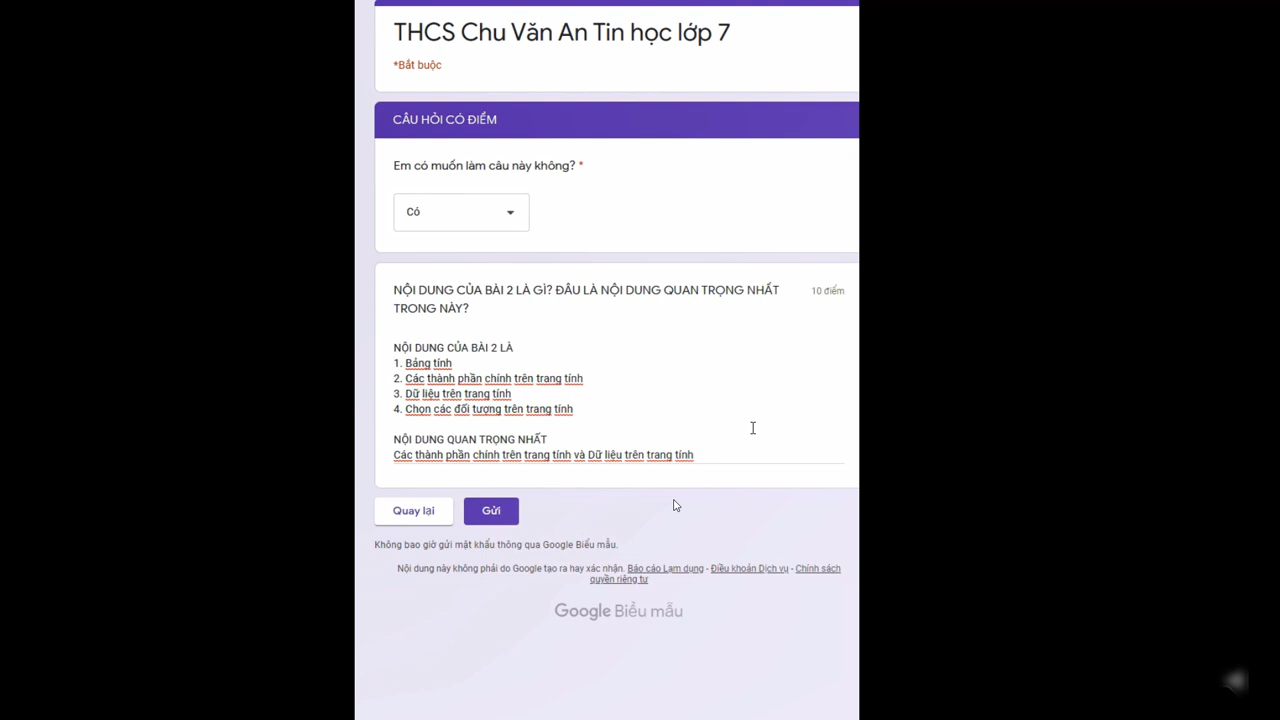 THCS Chu Văn An Tin học lớp 7
*Bắt buộc
CÂU HỎI CÓ ĐIỂM
Em có muốn làm câu này không? *
Có
NỘI DUNG CỦA BÀI 2 LÀ GÌ? ĐÂU LÀ NỘI DUNG QUAN TRỌNG NHẤT
10 điểm
TRONG NÀY?
NỘI DUNG CỦA BÀI 2 LÀ
1. Bảng tính
2. Các thành phần chính trên trang tính
3. Dữ liệu trên trang tính
4. Chọn các đối tượng trên trang tính
NỘI DUNG QUAN TRỌNG NHẤT
Các thành phần chính trên trang tính và Dữ liệu trên trang tính
Quay lại
Gửi
Không bao giờ gửi mật khẩu thông qua Google Biểu mẫu.
Nội dung này không phải do Google tạo ra hay xác nhận. Báo cáo Lạm dụng - Điều khoản Dịch vụ - Chính sách
quyền riêng tư
Google Biểu mẫu